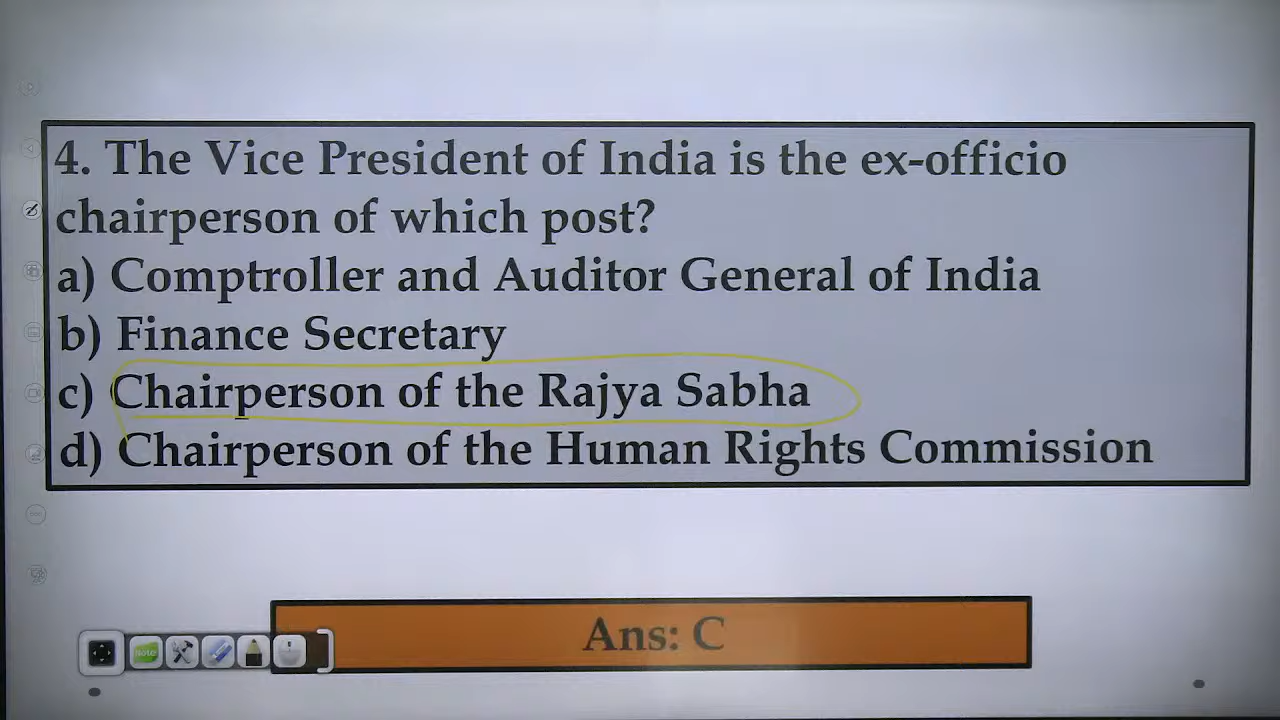 4. The Vice President of India is the ex-officio
chairperson of which post?
a) Comptroller and Auditor General of India
b) Finance Secretary
c) Chairperson of the Rajya Sabha
d) Chairperson of the Human Rights Commission
Ans: C
Note